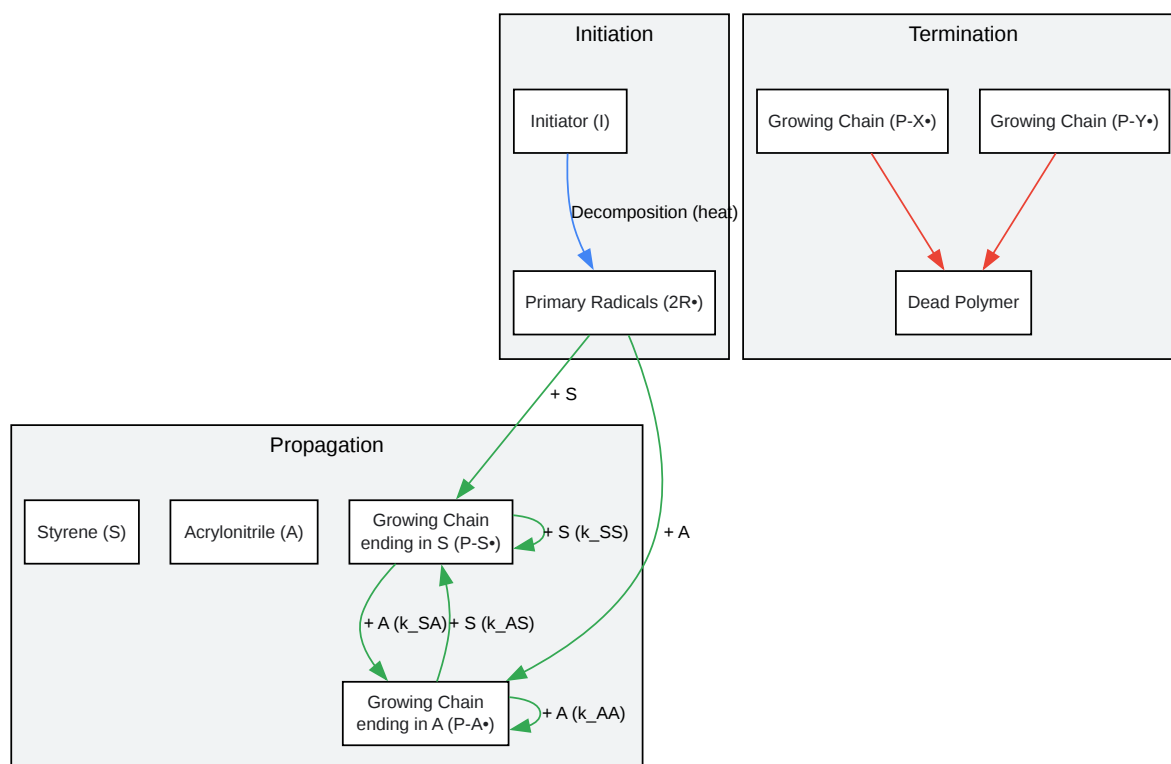 Initiation
Termination
Initiator (I)
Growing Chain (P-X•)
Growing Chain (P-Y•)
Decomposition (heat)
Primary Radicals (2R•)
Dead Polymer
+ S
Propagation
Styrene (S)
Acrylonitrile (A)
Growing Chain
ending in S (P-S•)
+ S (k_SS)
+ A
+ A (k_SA)
+ S (k_AS)
Growing Chain
ending in A (P-A•)
+ A (k_AA)